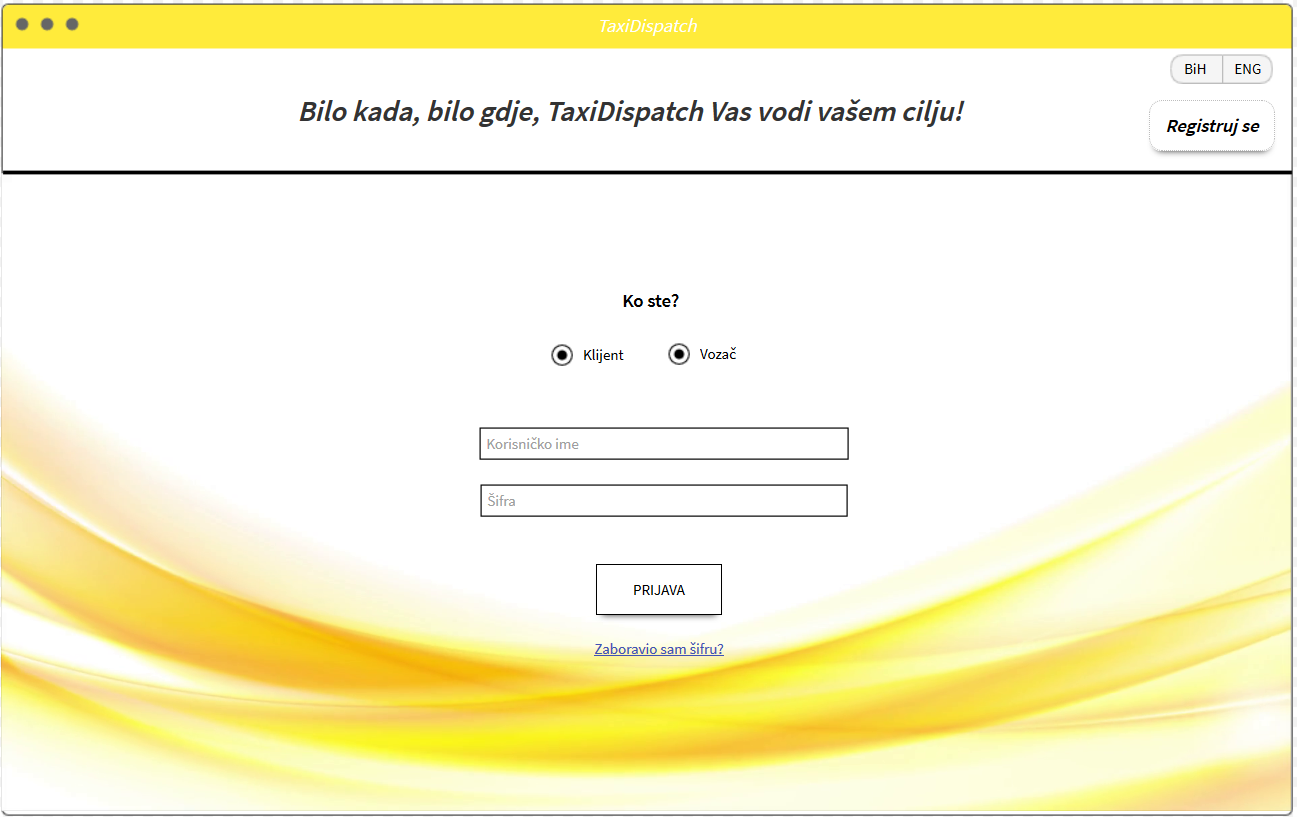 TaxiDispatch
BiH ENG
Bilo kada, bilo gdje, TaxiDispatch Vas vodi vašem cilju!
Registruj se
Ko ste?
Klijent Vozač
Korisničko ime
Šifra
PRIJAVA
Zaboravio sam šifru?